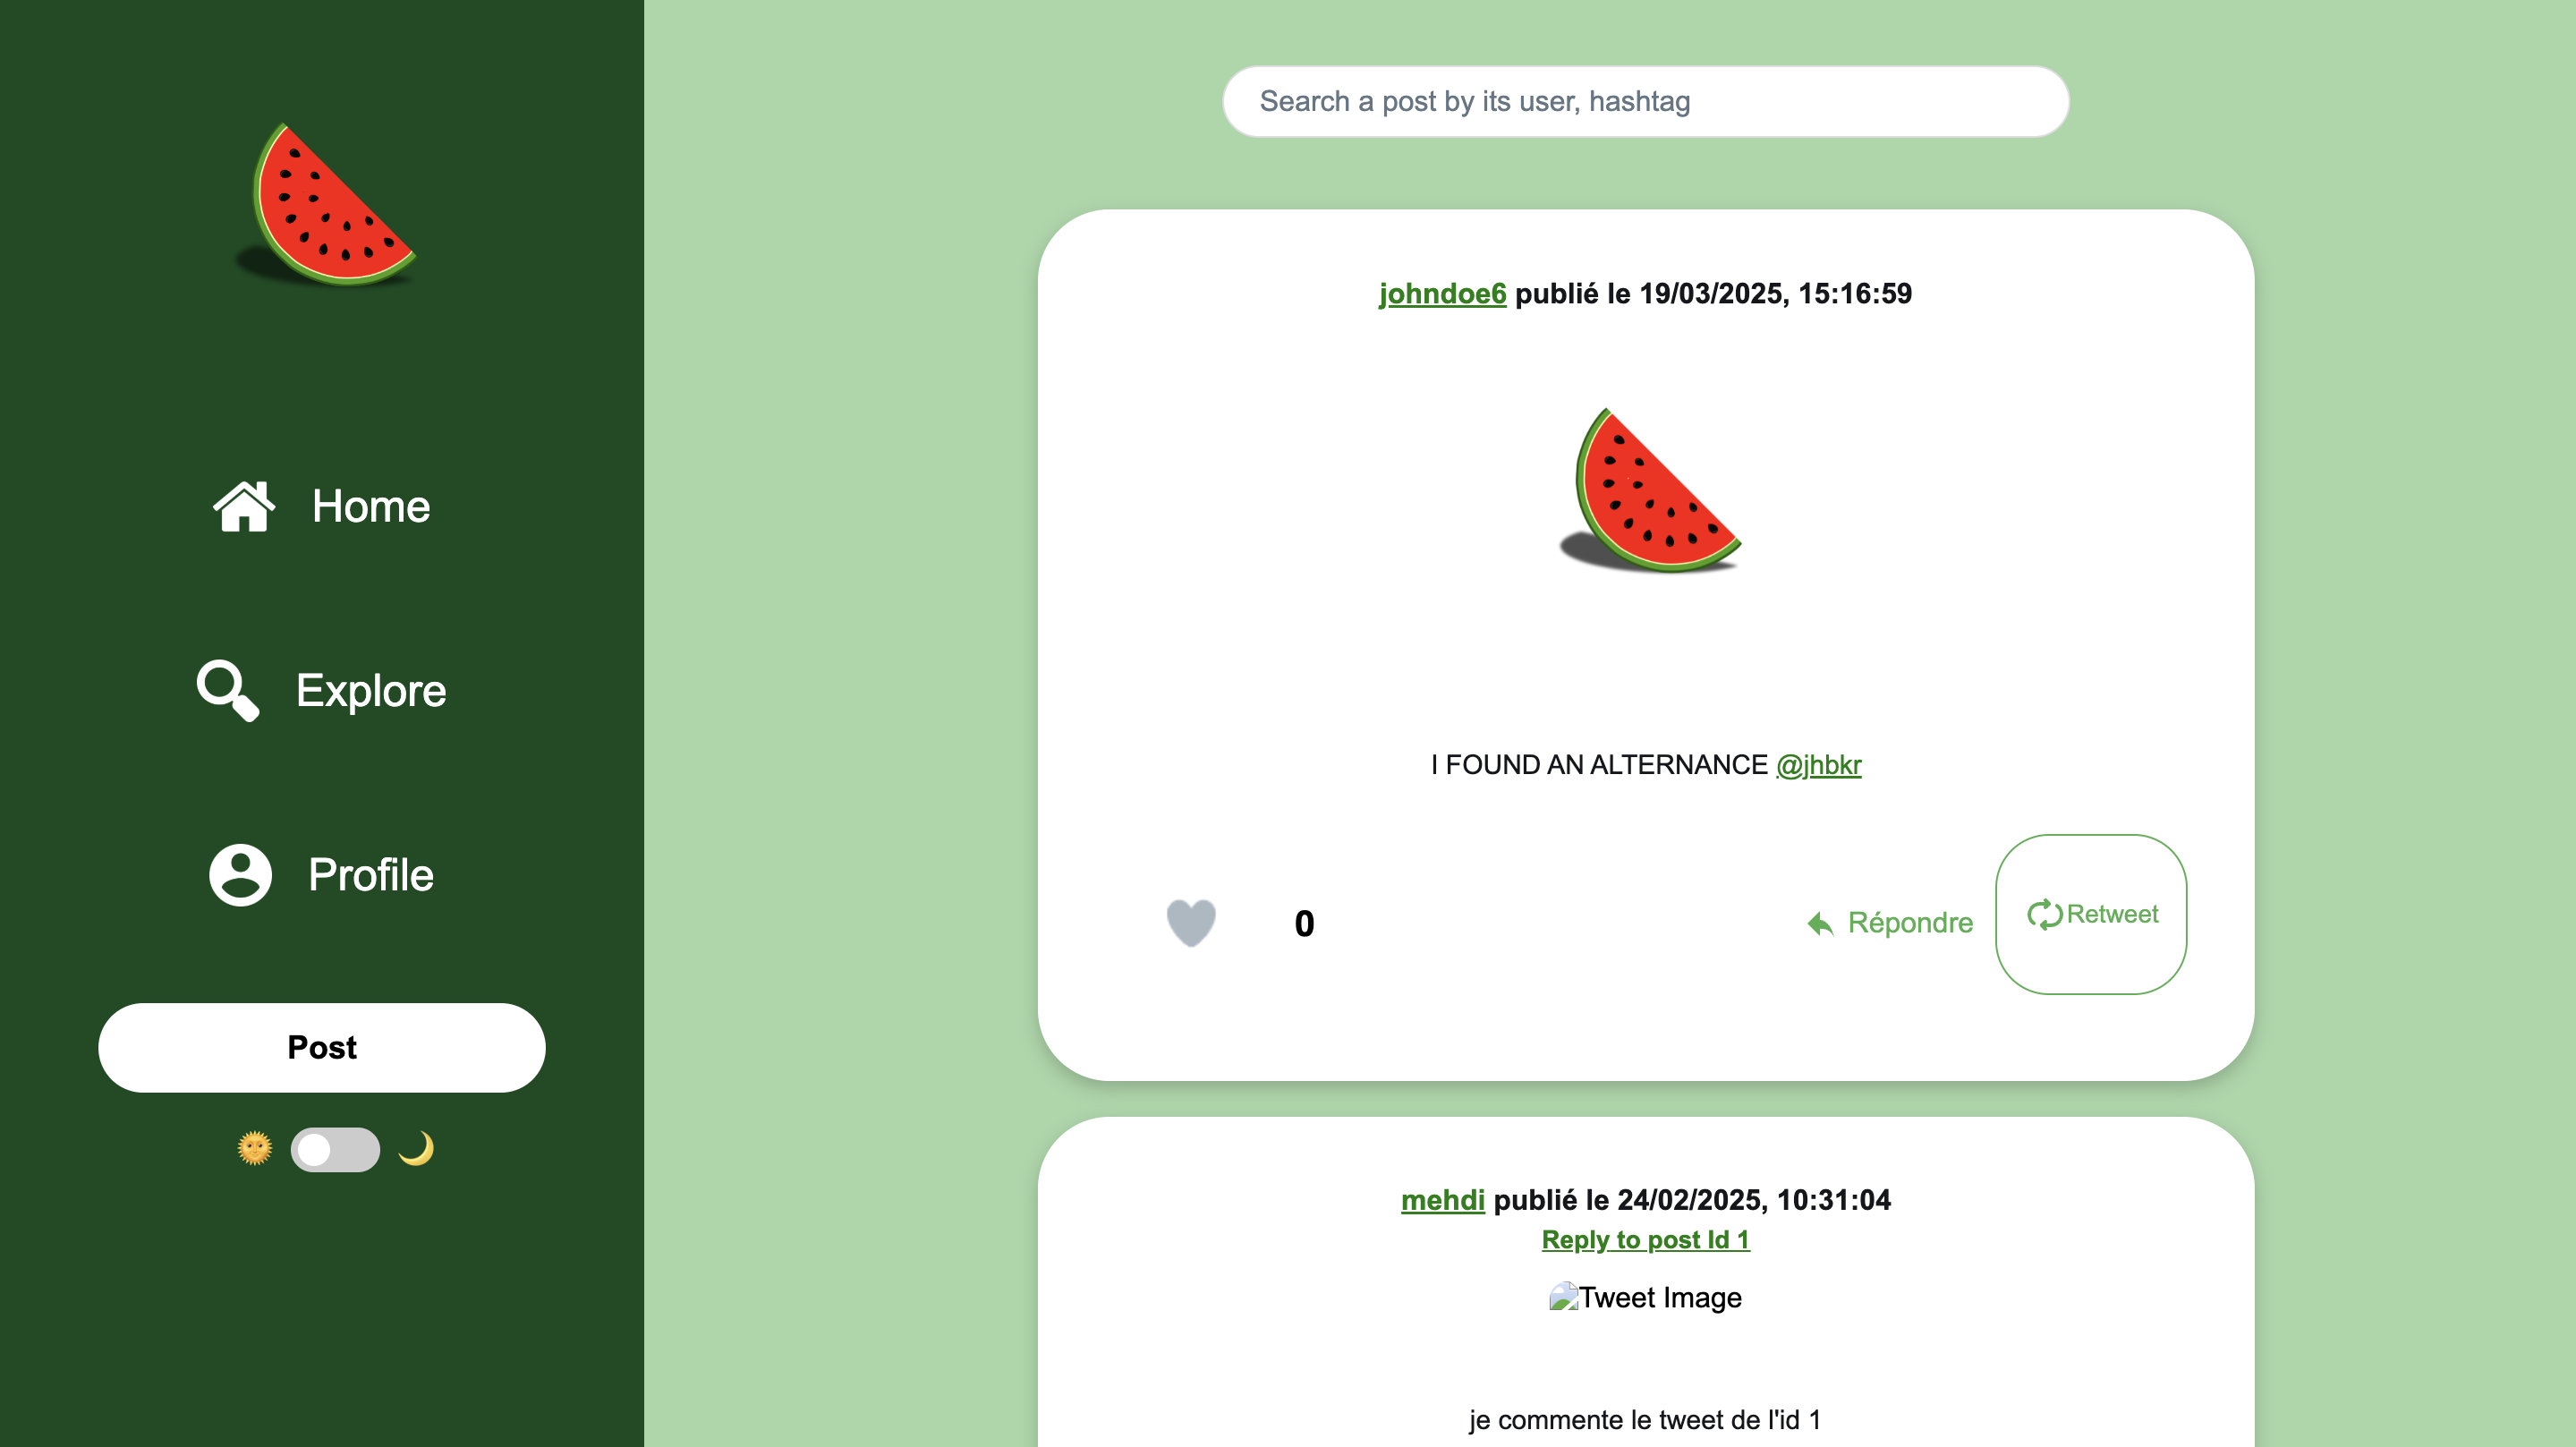 Search a post by its user, hashtag
johndoe6 publié le 19/03/2025, 15:16:59
Home
Explore
I FOUND AN ALTERNANCE @jhbkr
Profile
0
Répondre
Retweet
Post
mehdi publié le 24/02/2025, 10:31:04
Reply to post Id 1
Tweet Image
je commente le tweet de l'id 1